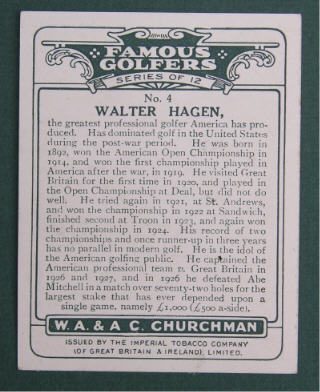 FAMOUS
GOLFERS
SERIES OF 12
No. 4
WALTER HAGEN,
the greatest professional golfer America has pro-
duced. Has dominated golf in the United States
during the post-war period. He was born in
1892, won the American Open Championship in
1914, and won the first championship played in
America after the war, in 1919. He visited Great
Britain for the first time in 1920, and played in
the Open Championship at Deal, but did not do
well. He tried again in 1921, at St. Andrews,
and won the championship in 1922 at Sandwich,
finished second at Troon in 1923, and again won
the championship in 1924. His record of two
championships and once runner-up in three years
has no parallel in modern golf. He is the idol of
the American golfing public. He captained the
American professional team v. Great Britain in
1926 and 1927, and in 1926 he defeated Abe
Mitchell in a match over seventy-two holes for the
largest stake that has ever depended upon a
single game, namely £1,000 (£500 a-side).
W. A. & A. C. CHURCHMAN
ISSUED BY THE IMPERIAL TOBACCO COMPANY
(OF GREAT BRITAIN & IRELAND), LIMITED.